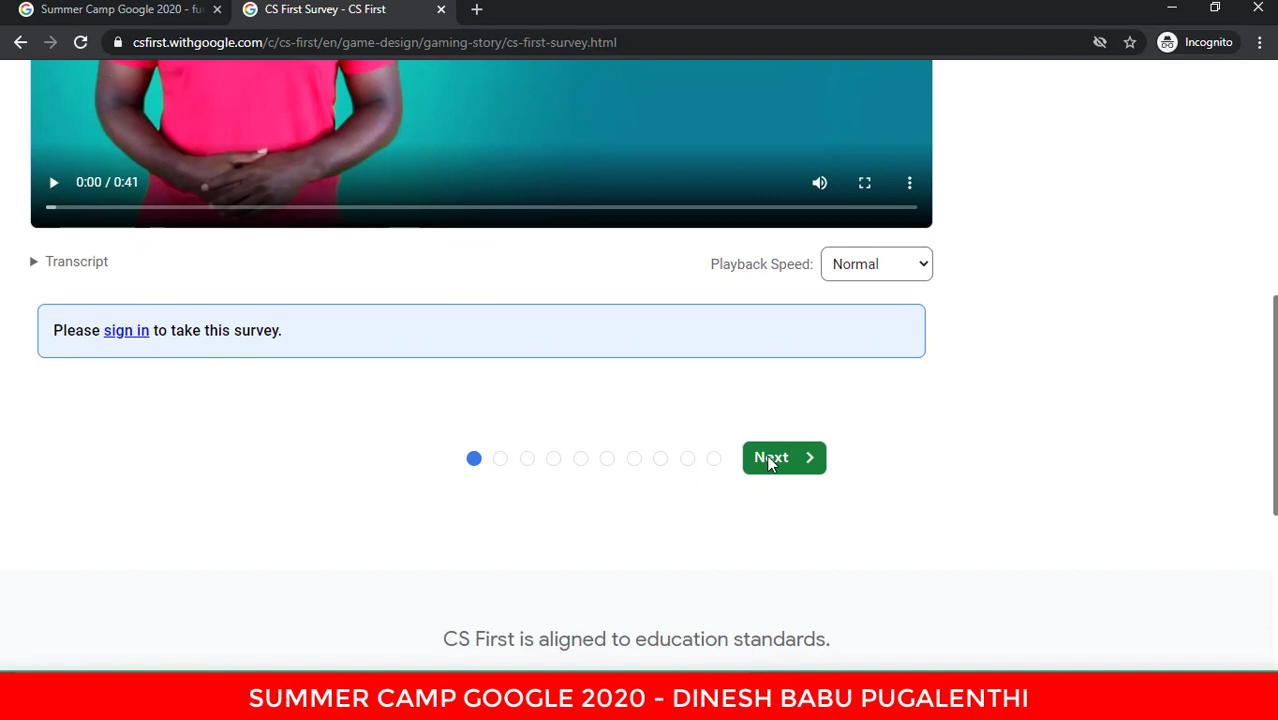 Summer Camp Google 2020 - fu
CS First Survey - CS First
csfirst.withgoogle.com/c/cs-first/en/game-design/gaming-story/cs-first-survey.html
Incognito
0:00 / 0:41
Transcript
Playback Speed: Normal
Please sign in to take this survey.
Next
CS First is aligned to education standards.
SUMMER CAMP GOOGLE 2020 - DINESH BABU PUGALENTHI